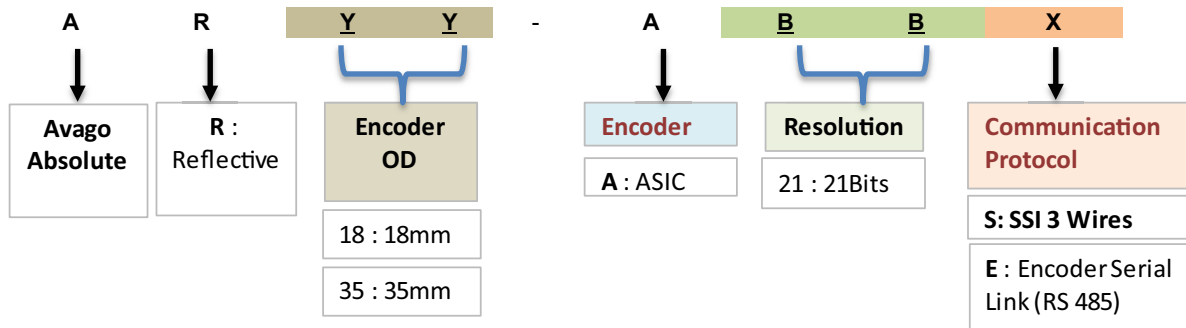 A R Y Y - A B B X
Avago
Absolute
R :
Reflective
Encoder
OD
18 : 18mm
35 : 35mm
Encoder
A : ASIC
Resolution
21 : 21Bits
Communication
Protocol
S: SSI 3 Wires
E : Encoder Serial
Link (RS 485)